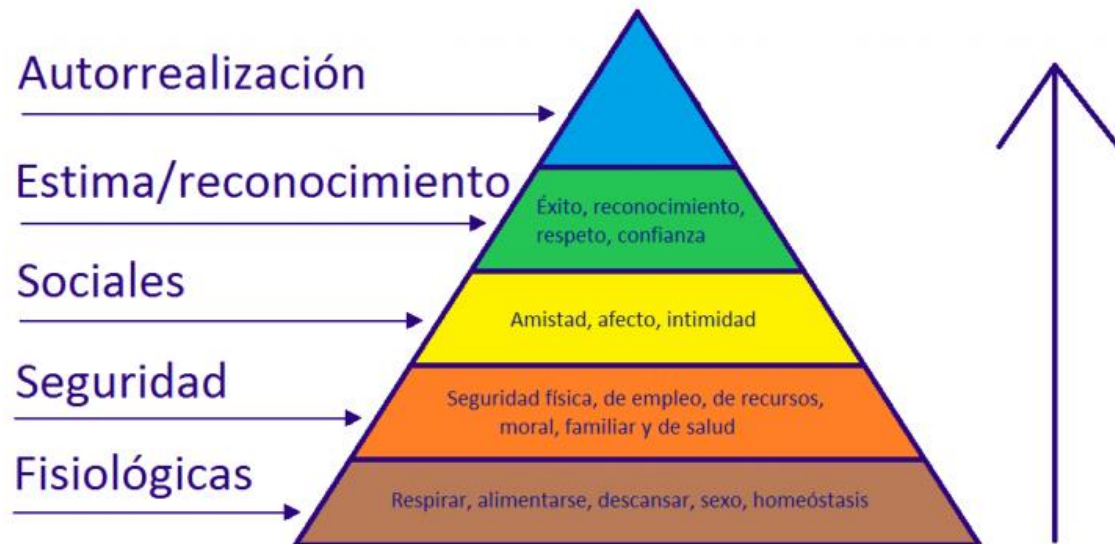 Autorrealización
Estima/reconocimiento
Éxito, reconocimiento,
respeto, confianza
Sociales
Amistad, afecto, intimidad
Seguridad
Seguridad física, de empleo, de recursos,
moral, familiar y de salud
Fisiológicas
Respirar, alimentarse, descansar, sexo, homeóstasis